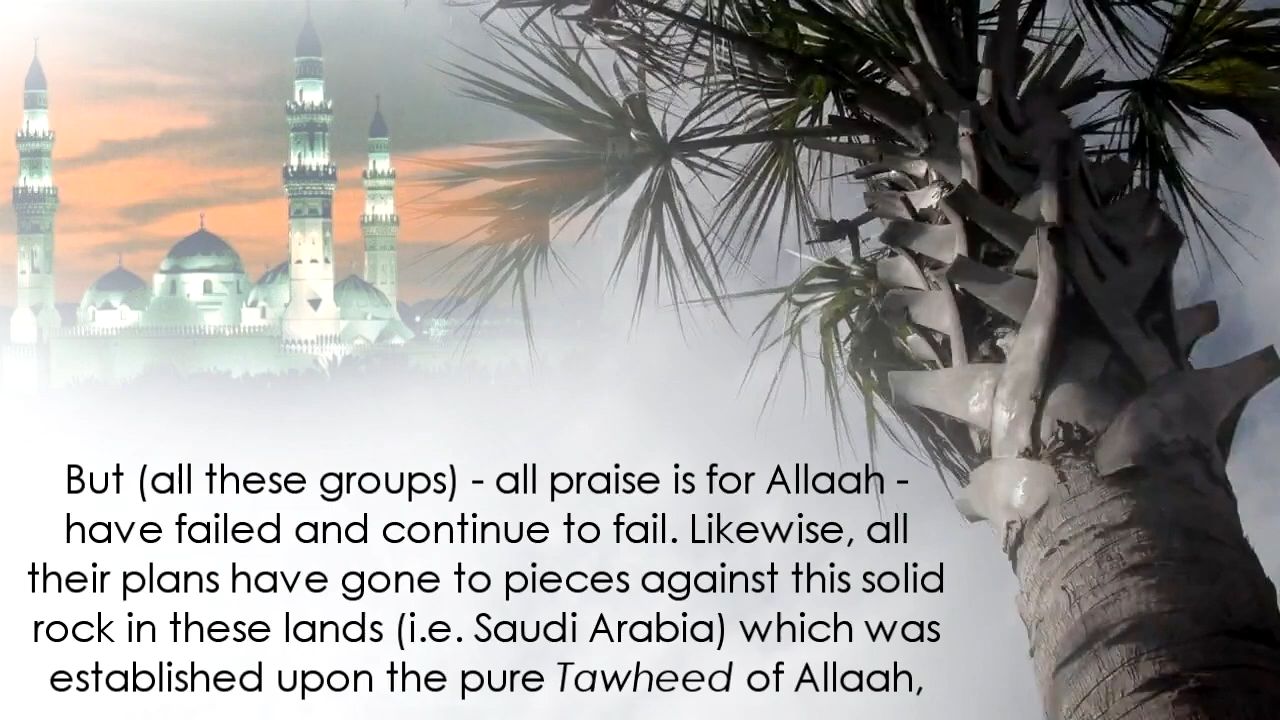 But (all these groups) - all praise is for Allaah -
have failed and continue to fail. Likewise, all
their plans have gone to pieces against this solid
rock in these lands (i.e. Saudi Arabia) which was
established upon the pure Tawheed of Allaah,